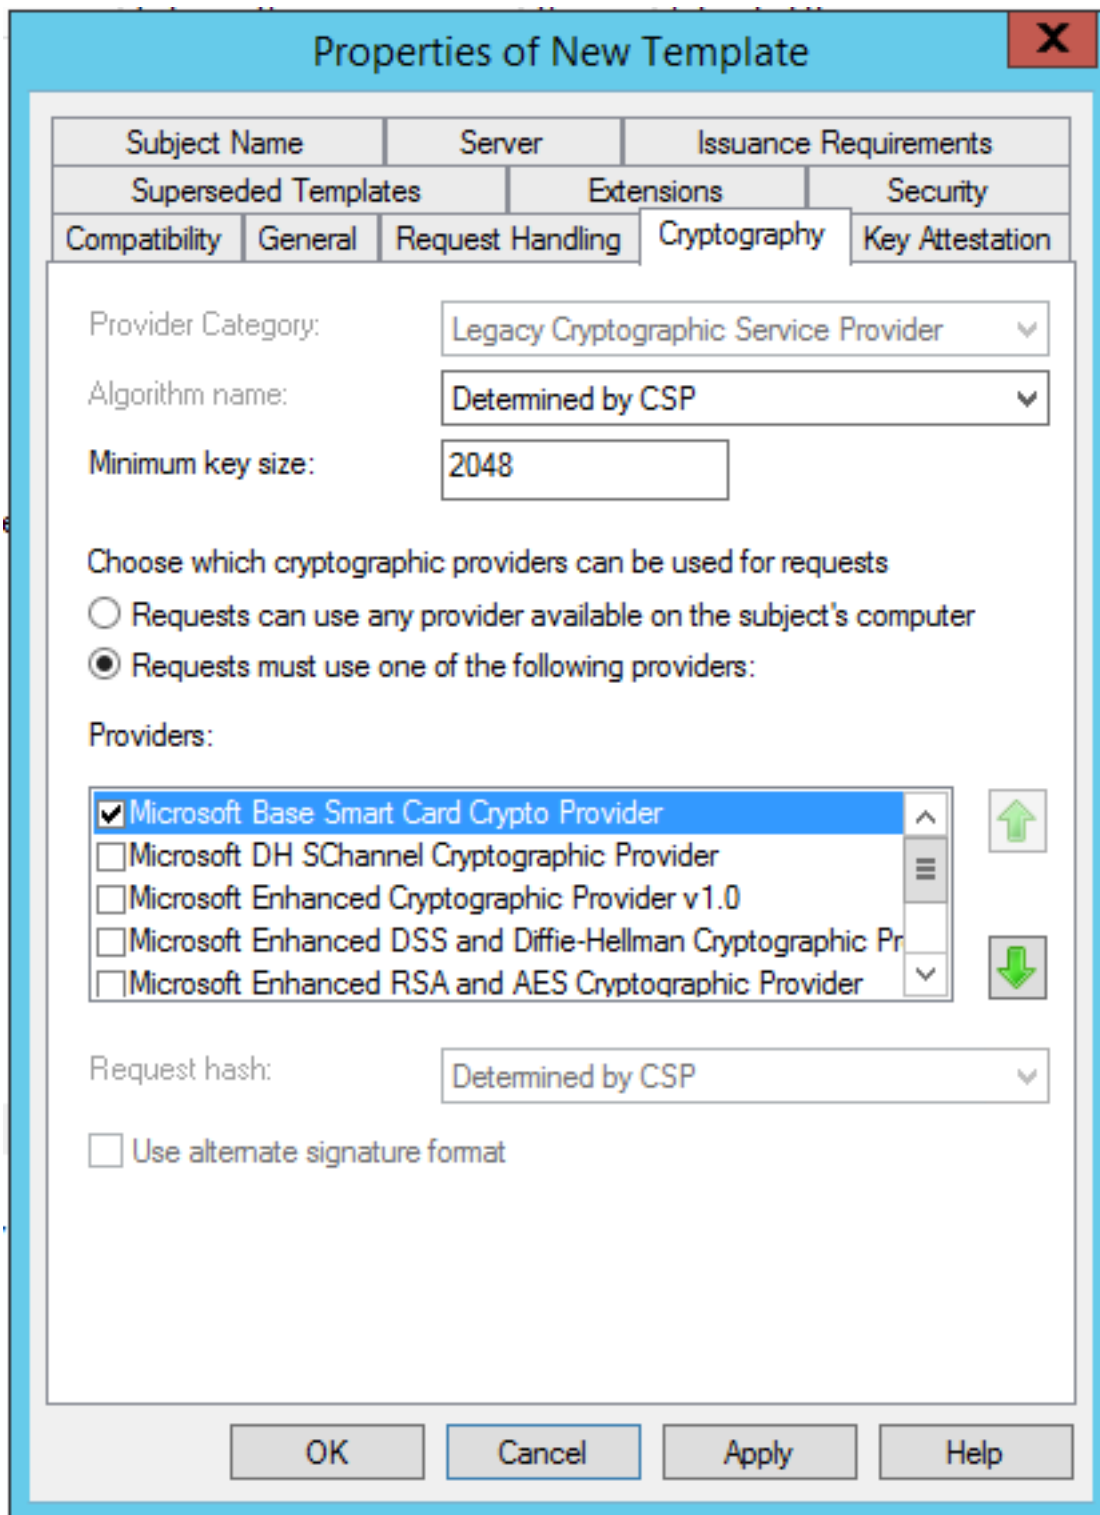 Properties of New Template
Subject Name Server Issuance Requirements
Superseded Templates Extensions Security
Compatibility General Request Handling Cryptography Key Attestation
Provider Category: Legacy Cryptographic Service Provider
Algorithm name: Determined by CSP
Minimum key size: 2048
Choose which cryptographic providers can be used for requests
Requests can use any provider available on the subject's computer
Requests must use one of the following providers:
Providers:
Microsoft Base Smart Card Crypto Provider
Microsoft DH SChannel Cryptographic Provider
Microsoft Enhanced Cryptographic Provider v1.0
Microsoft Enhanced DSS and Diffie-Hellman Cryptographic Pr
Microsoft Enhanced RSA and AES Cryptographic Provider
Request hash: Determined by CSP
Use alternate signature format
OK Cancel Apply Help